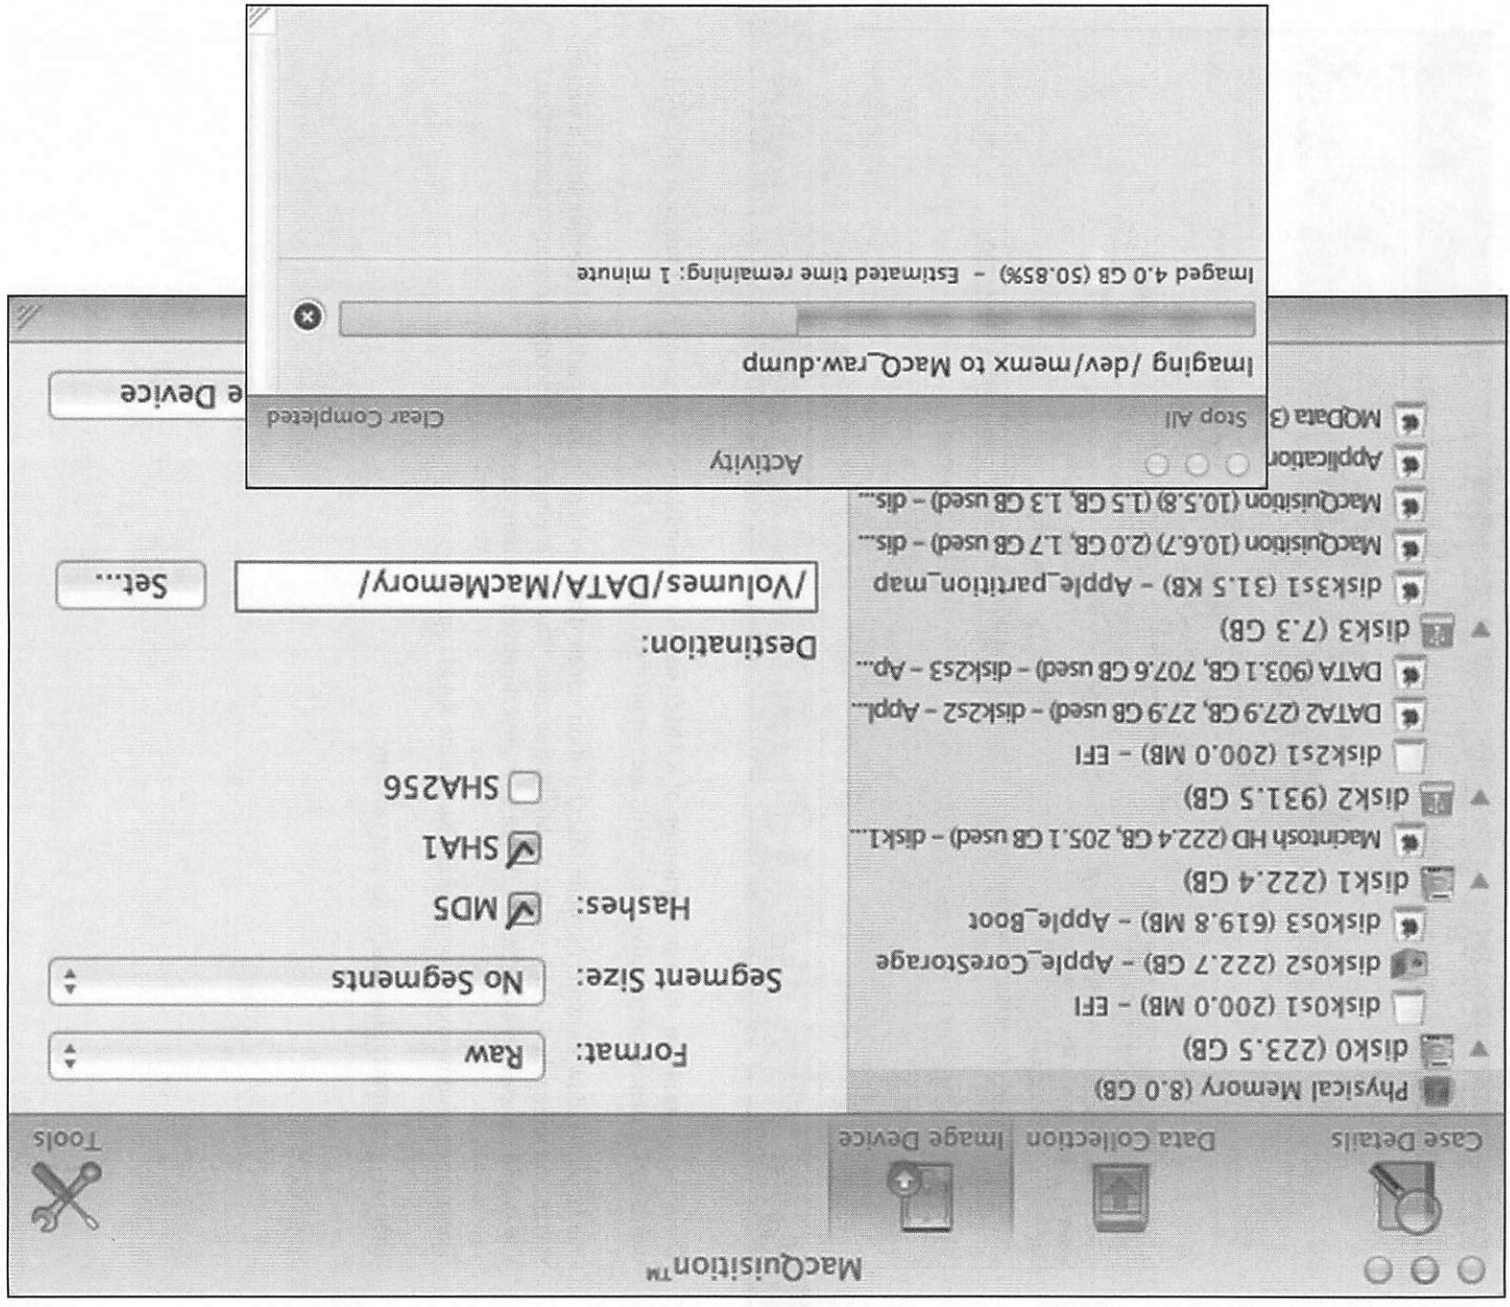 MacQuisition™
Case Details
Data Collection
Image Device
Tools
Physical Memory (8.0 GB)
disk0 (223.5 GB)
disk0s1 (200.0 MB) – EFI
disk0s2 (222.7 GB) – Apple_CoreStorage
disk0s3 (619.8 MB) – Apple_Boot
disk1 (222.4 GB)
Macintosh HD (222.4 GB, 205.1 GB used) – disk1...
disk2 (931.5 GB)
disk2s1 (200.0 MB) – EFI
DATA2 (27.9 GB, 27.9 GB used) – disk2s2 – Appl...
DATA (903.1 GB, 707.6 GB used) – disk2s3 – Ap...
disk3 (7.3 GB)
disk3s1 (31.5 KB) – Apple_partition_map
MacQuisition (10.6.7) (2.0 GB, 1.7 GB used) – dis...
MacQuisition (10.5.8) (1.5 GB, 1.3 GB used) – dis...
Application
MQData (3
Format: Raw
Segment Size: No Segments
Hashes: MD5
SHA1
SHA256
Destination:
/Volumes/DATA/MacMemory/
Set...
e Device
Activity
Stop All
Clear Completed
Imaging /dev/memx to MacQ_raw.dump
Imaged 4.0 GB (50.85%) – Estimated time remaining: 1 minute